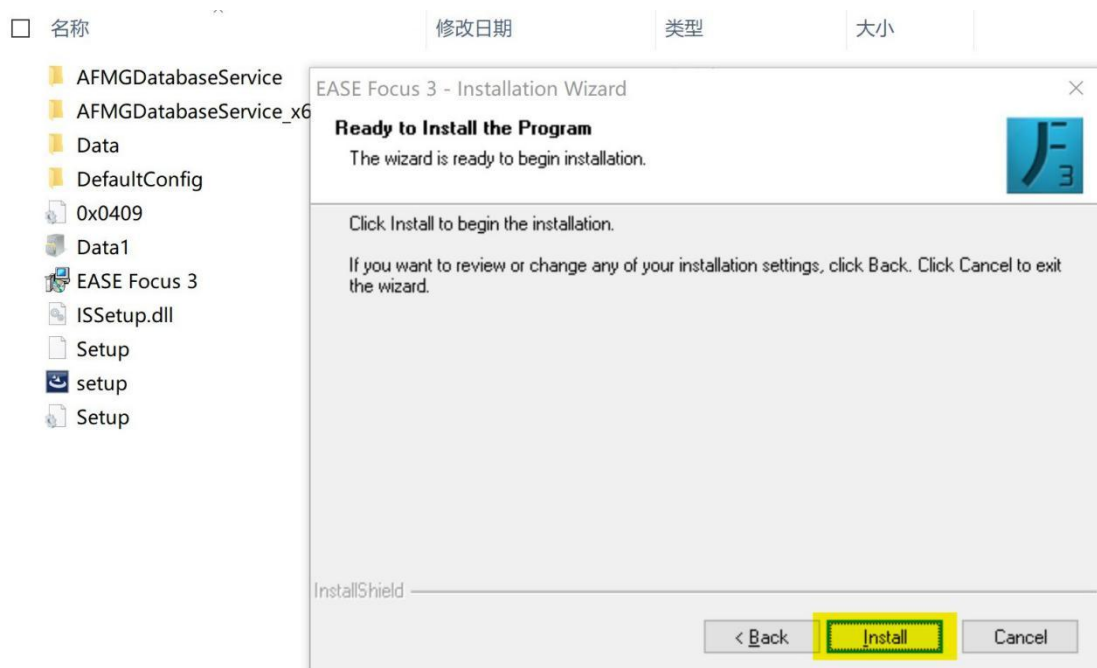 名称 修改日期 类型 大小
AFMGDatabaseService
AFMGDatabaseService_x6
Data
DefaultConfig
0x0409
Data1
EASE Focus 3
ISSetup.dll
Setup
setup
Setup
EASE Focus 3 - Installation Wizard
Ready to Install the Program
The wizard is ready to begin installation.
F3
Click Install to begin the installation.
If you want to review or change any of your installation settings, click Back. Click Cancel to exit
the wizard.
InstallShield
< Back Install Cancel